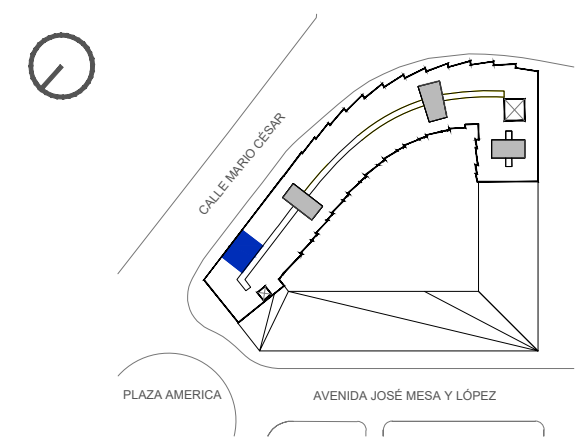 CALLE MARIO CÉSAR
PLAZA AMERICA
AVENIDA JOSÉ MESA Y LÓPEZ